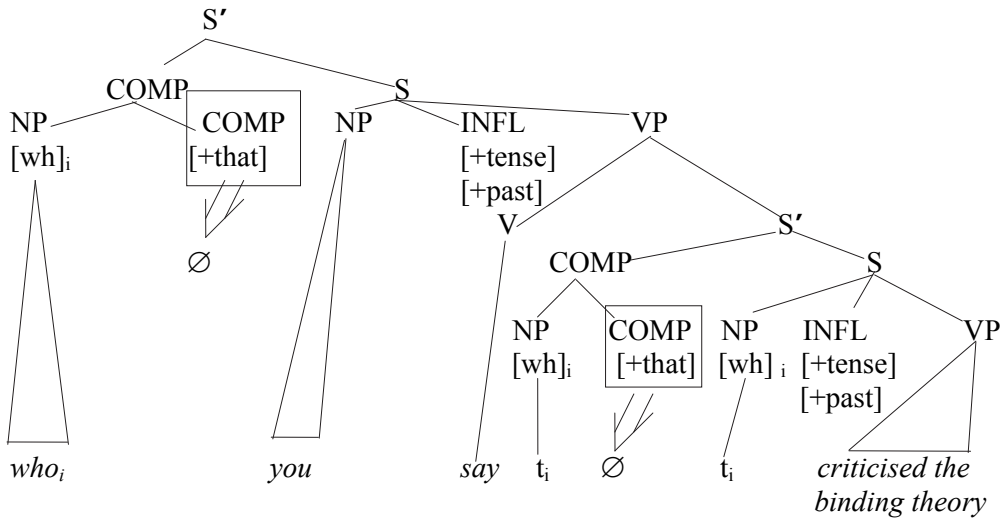 S′
COMP S
NP COMP NP INFL VP
[wh]i [+that] [+tense]
[+past]
V S′
∅
COMP S
NP COMP NP INFL VP
[wh]i [+that] [wh] i [+tense]
[+past]
whoi you say ti ∅ ti criticised the
binding theory